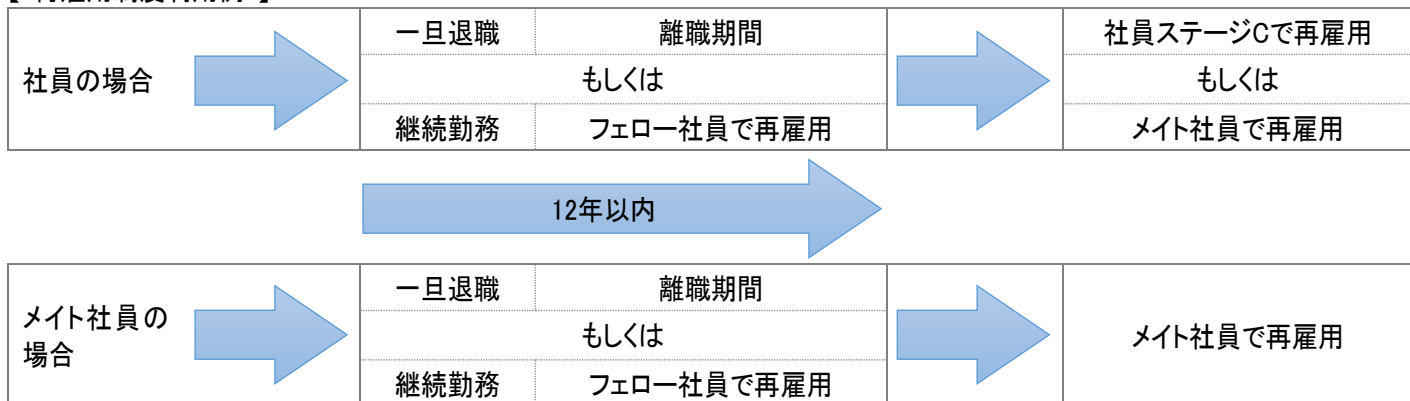 社員の場合
一旦退職 離職期間
もしくは
継続勤務 フェロー社員で再雇用
社員ステージCで再雇用
もしくは
メイト社員で再雇用
12年以内
メイト社員の
場合
一旦退職 離職期間
もしくは
継続勤務 フェロー社員で再雇用
メイト社員で再雇用